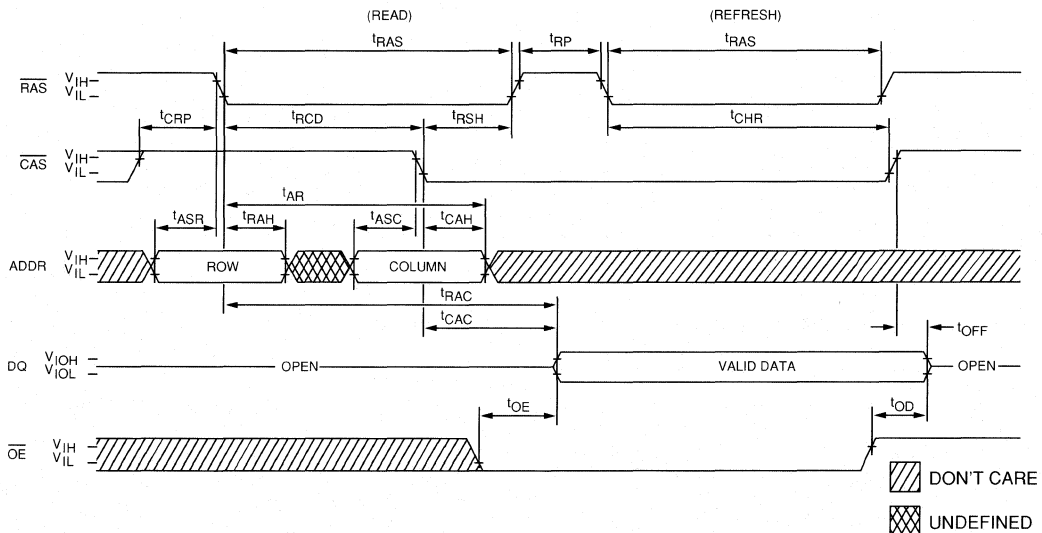 (READ) (REFRESH)
tRAS tRP tRAS
RAS VIH
VIL
tCRP tRCD tRSH tCHR
CAS VIH
VIL
tAR
tASR tRAH tASC tCAH
ADDR VIH
VIL
ROW COLUMN
tRAC
tCAC
tOFF
DQ VIOH
VIOL
OPEN VALID DATA OPEN
tOE tOD
OE VIH
VIL
DON'T CARE
UNDEFINED